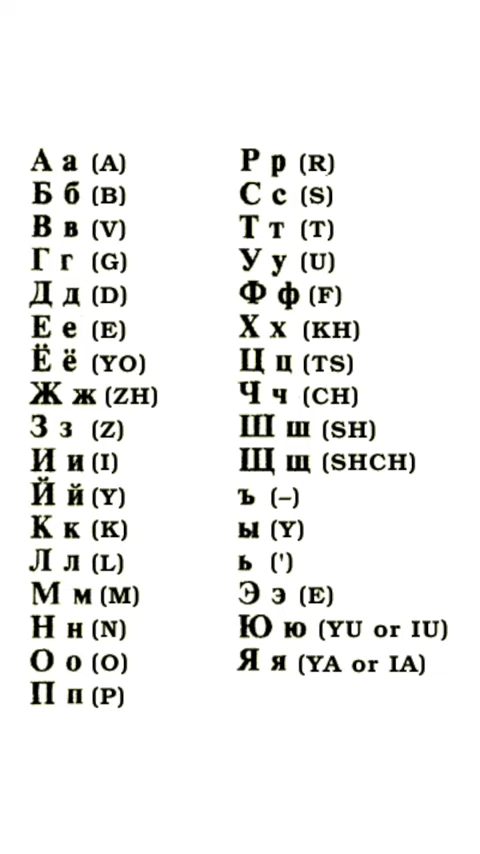 А а (A)
Б б (B)
В в (V)
Г г (G)
Д д (D)
Е е (E)
Ё ё (YO)
Ж ж (ZH)
З з (Z)
И и (I)
Й й (Y)
К к (K)
Л л (L)
М м (M)
Н н (N)
О о (O)
П п (P)
Р р (R)
С с (S)
Т т (T)
У у (U)
Ф ф (F)
Х х (KH)
Ц ц (TS)
Ч ч (CH)
Ш ш (SH)
Щ щ (SHCH)
ъ (–)
ы (Y)
ь (')
Э э (E)
Ю ю (YU or IU)
Я я (YA or IA)